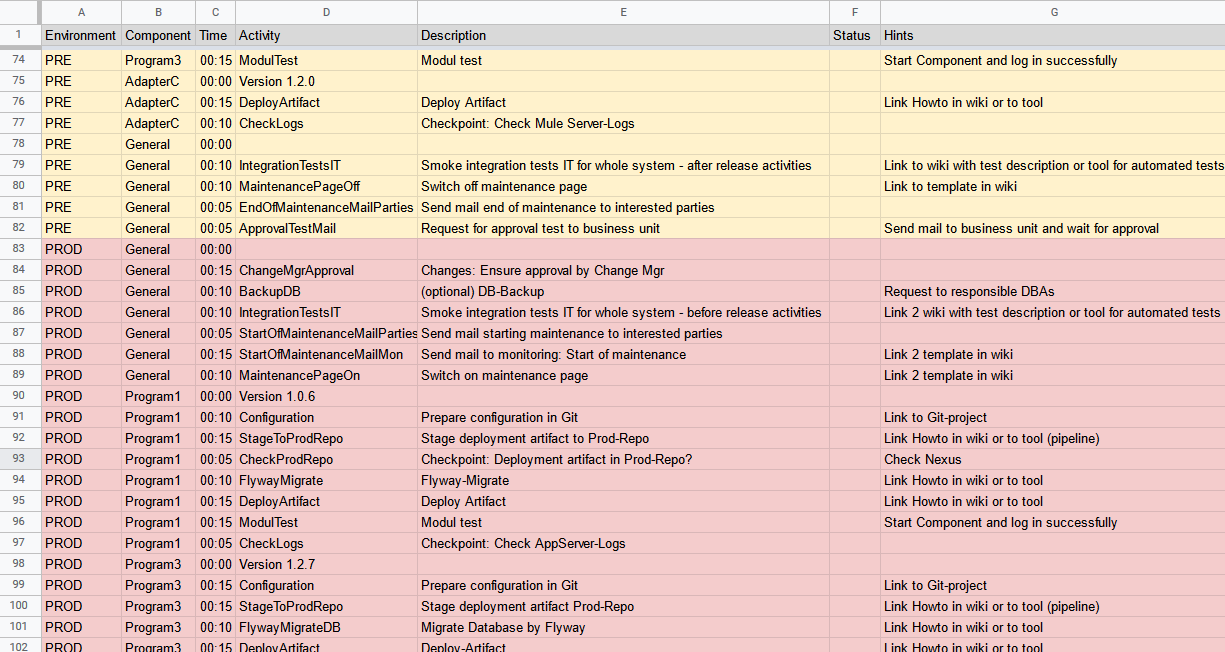 A B C D E F G
1 Environment Component Time Activity Description Status Hints
74 PRE Program3 00:15 ModulTest Modul test Start Component and log in successfully
75 PRE AdapterC 00:00 Version 1.2.0
76 PRE AdapterC 00:15 DeployArtifact Deploy Artifact Link Howto in wiki or to tool
77 PRE AdapterC 00:10 CheckLogs Checkpoint: Check Mule Server-Logs
78 PRE General 00:00
79 PRE General 00:10 IntegrationTestsIT Smoke integration tests IT for whole system - after release activities Link to wiki with test description or tool for automated tests
80 PRE General 00:10 MaintenancePageOff Switch off maintenance page Link to template in wiki
81 PRE General 00:05 EndOfMaintenanceMailParties Send mail end of maintenance to interested parties
82 PRE General 00:05 ApprovalTestMail Request for approval test to business unit Send mail to business unit and wait for approval
83 PROD General 00:00
84 PROD General 00:15 ChangeMgrApproval Changes: Ensure approval by Change Mgr
85 PROD General 00:10 BackupDB (optional) DB-Backup Request to responsible DBAs
86 PROD General 00:10 IntegrationTestsIT Smoke integration tests IT for whole system - before release activities Link 2 wiki with test description or tool for automated tests
87 PROD General 00:05 StartOfMaintenanceMailParties Send mail starting maintenance to interested parties
88 PROD General 00:15 StartOfMaintenanceMailMon Send mail to monitoring: Start of maintenance Link 2 template in wiki
89 PROD General 00:10 MaintenancePageOn Switch on maintenance page Link 2 template in wiki
90 PROD Program1 00:00 Version 1.0.6
91 PROD Program1 00:10 Configuration Prepare configuration in Git Link to Git-project
92 PROD Program1 00:15 StageToProdRepo Stage deployment artifact to Prod-Repo Link Howto in wiki or to tool (pipeline)
93 PROD Program1 00:05 CheckProdRepo Checkpoint: Deployment artifact in Prod-Repo? Check Nexus
94 PROD Program1 00:10 FlywayMigrate Flyway-Migrate Link Howto in wiki or to tool
95 PROD Program1 00:15 DeployArtifact Deploy Artifact Link Howto in wiki or to tool
96 PROD Program1 00:15 ModulTest Modul test Start Component and log in successfully
97 PROD Program1 00:05 CheckLogs Checkpoint: Check AppServer-Logs
98 PROD Program3 00:00 Version 1.2.7
99 PROD Program3 00:15 Configuration Prepare configuration in Git Link to Git-project
100 PROD Program3 00:15 StageToProdRepo Stage deployment artifact Prod-Repo Link Howto in wiki or to tool (pipeline)
101 PROD Program3 00:10 FlywayMigrateDB Migrate Database by Flyway Link Howto in wiki or to tool
102 PROD Program3 00:15 DeployArtifact Deploy-Artifact Link Howto in wiki or to tool